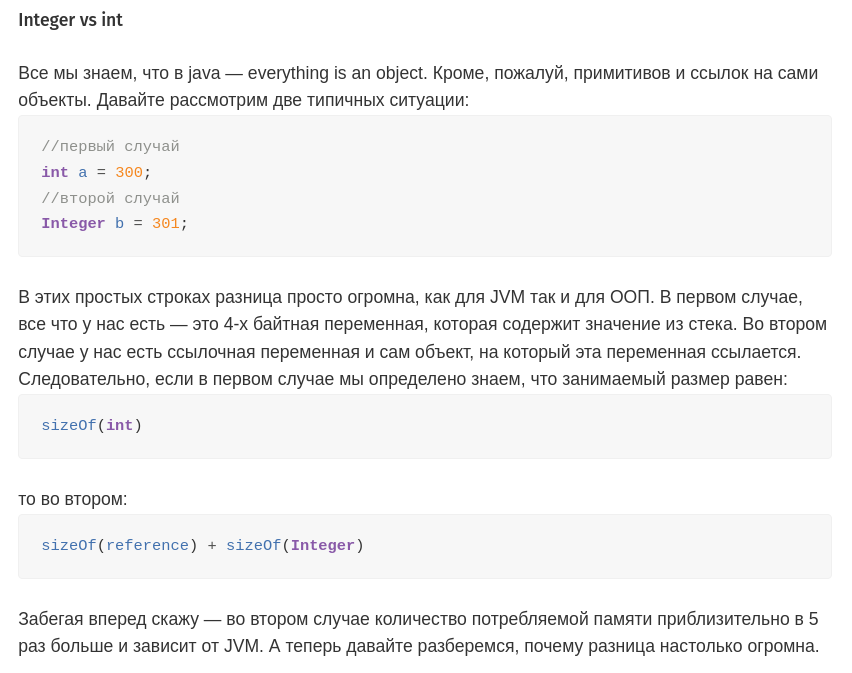 Integer vs int
Все мы знаем, что в java — everything is an object. Кроме, пожалуй, примитивов и ссылок на сами
объекты. Давайте рассмотрим две типичных ситуации:
//первый случай
int a = 300;
//второй случай
Integer b = 301;
В этих простых строках разница просто огромна, как для JVM так и для ООП. В первом случае,
все что у нас есть — это 4-х байтная переменная, которая содержит значение из стека. Во втором
случае у нас есть ссылочная переменная и сам объект, на который эта переменная ссылается.
Следовательно, если в первом случае мы определено знаем, что занимаемый размер равен:
sizeOf(int)
то во втором:
sizeOf(reference) + sizeOf(Integer)
Забегая вперед скажу — во втором случае количество потребляемой памяти приблизительно в 5
раз больше и зависит от JVM. А теперь давайте разберемся, почему разница настолько огромна.